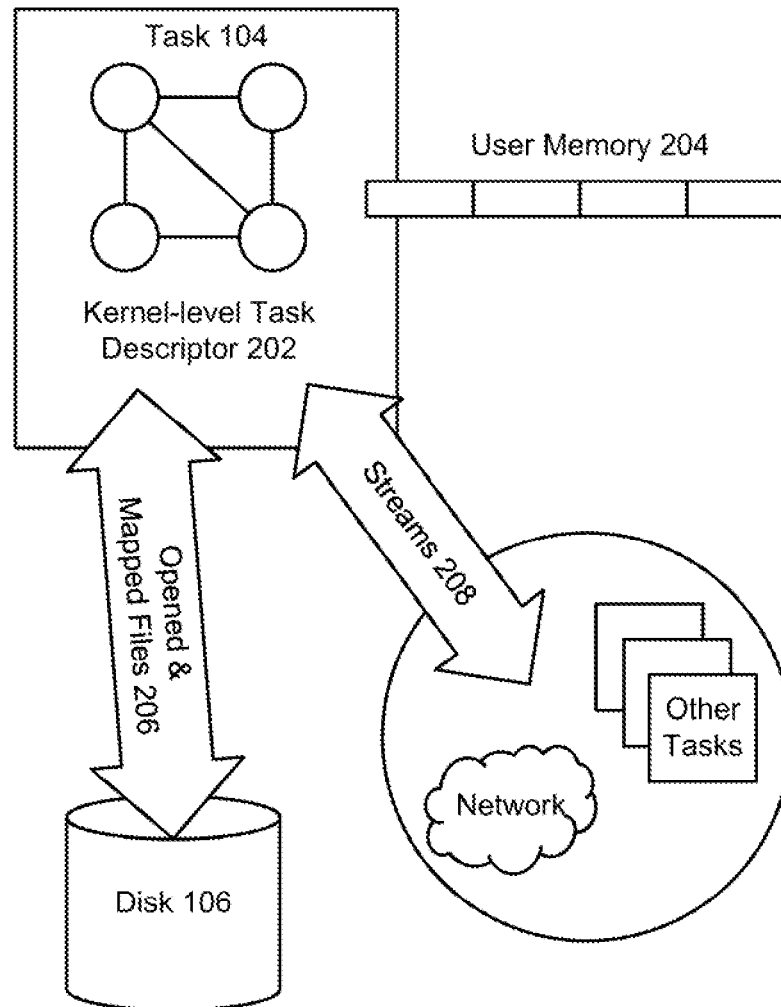 Task 104
User Memory 204
Kernel-level Task
Descriptor 202
Opened &
Mapped Files 206
Streams 208
Other
Tasks
Network
Disk 106